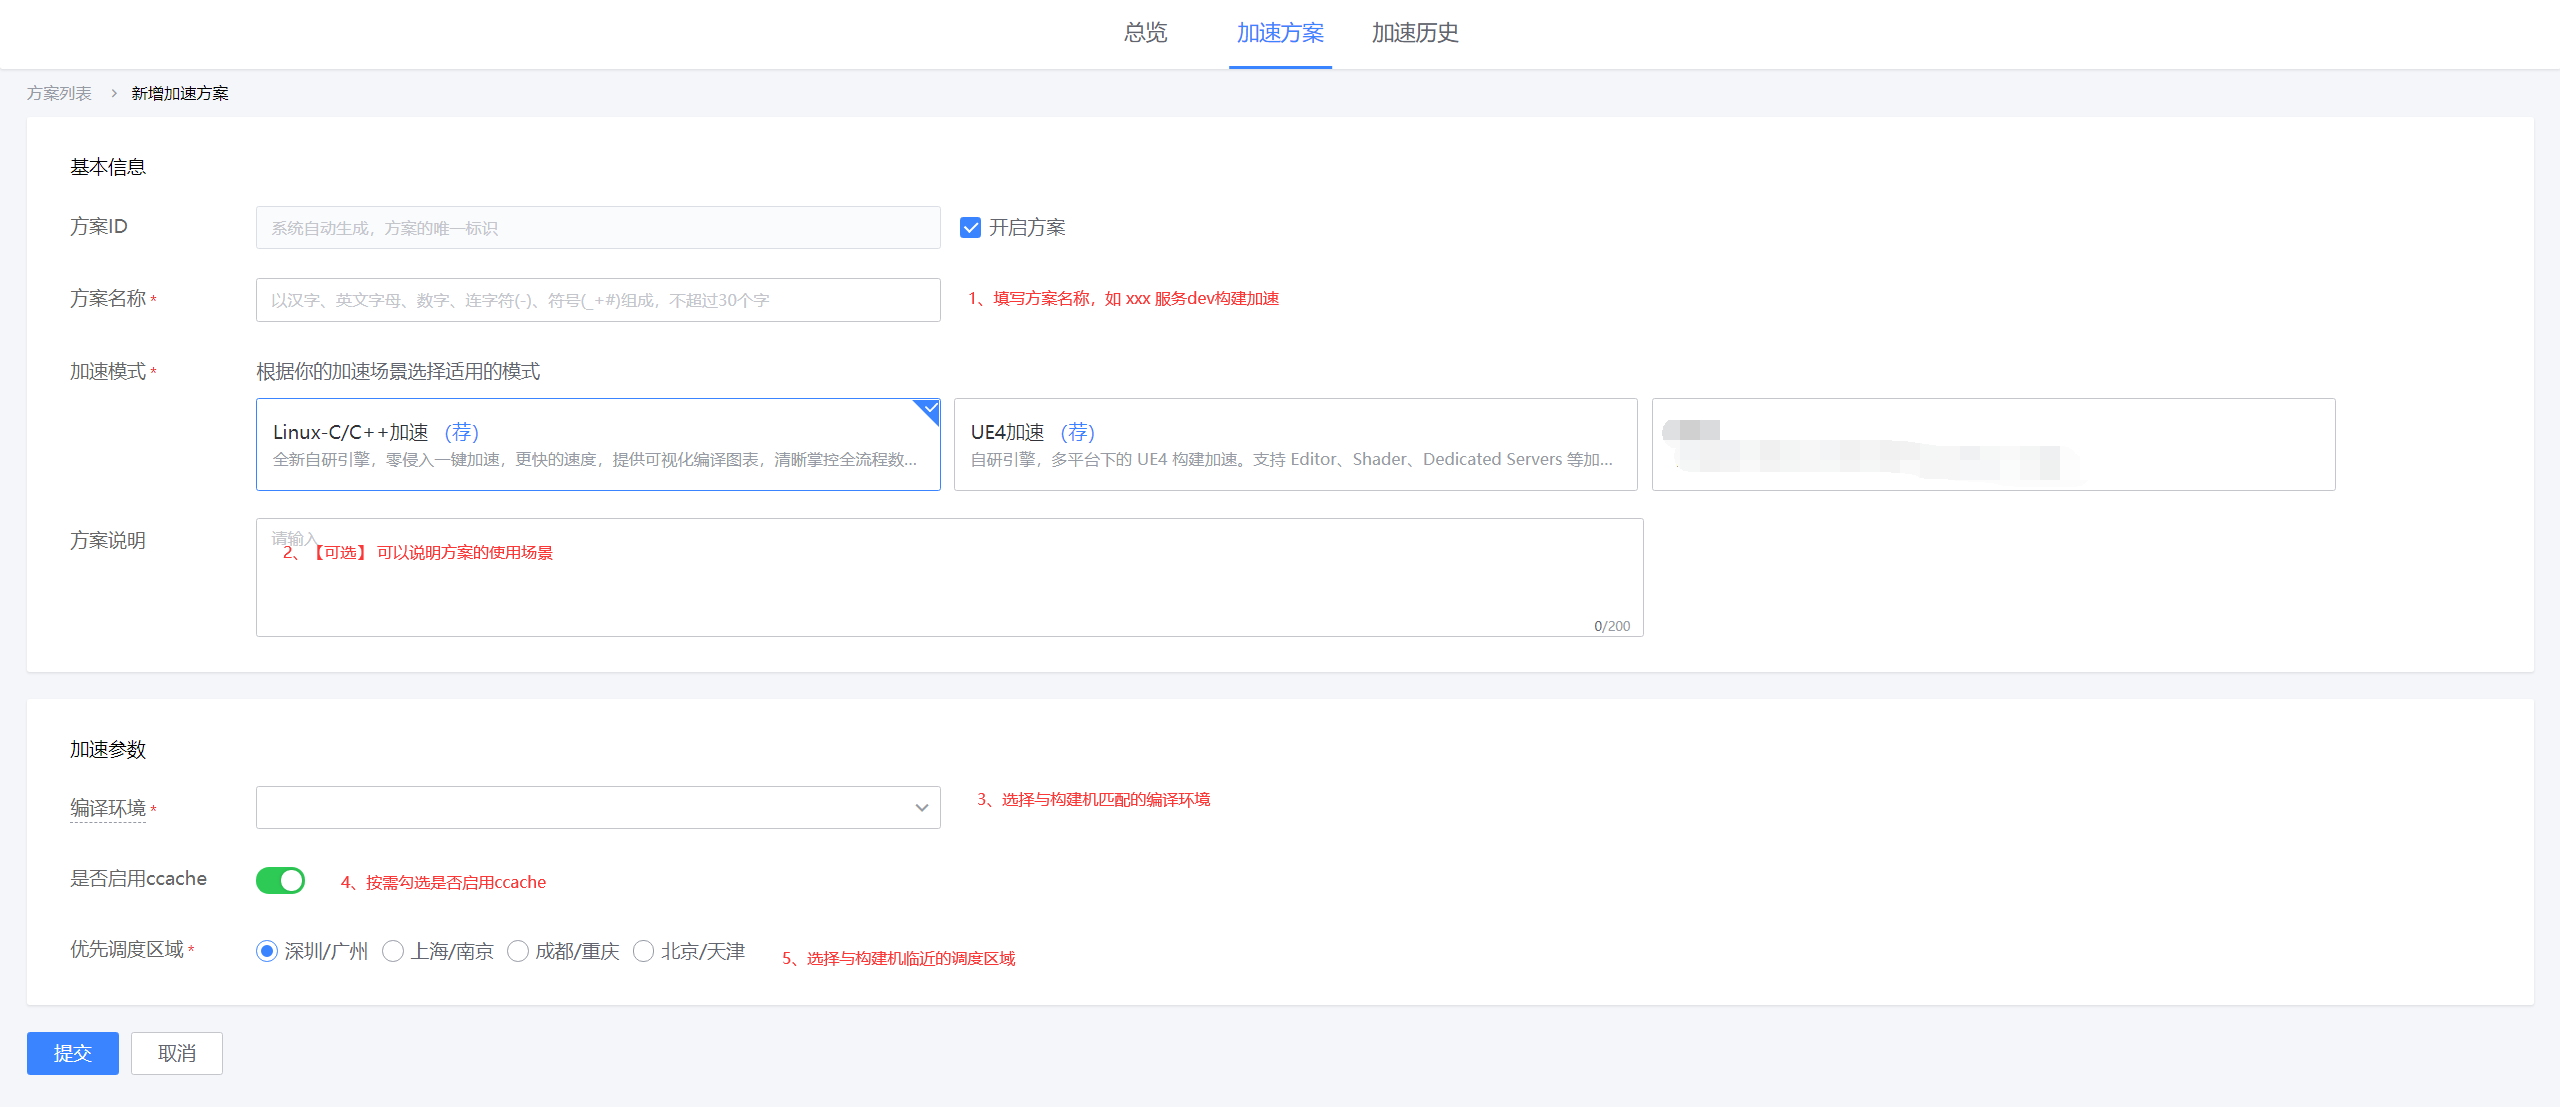 总览 加速方案 加速历史
方案列表 > 新增加速方案
基本信息
方案ID 系统自动生成，方案的唯一标识 开启方案
方案名称* 以汉字、英文字母、数字、连字符(-)、符号(_+#)组成，不超过30个字 1、填写方案名称，如 xxx 服务dev构建加速
加速模式* 根据你的加速场景选择适用的模式
Linux-C/C++加速 (荐) UE4加速 (荐)
全新自研引擎，零侵入一键加速，更快的速度，提供可视化编译图表，清晰掌控全流程数... 自研引擎，多平台下的 UE4 构建加速。支持 Editor、Shader、Dedicated Servers 等加...
方案说明 请输入
2、【可选】 可以说明方案的使用场景
0/200
加速参数
编译环境* 3、选择与构建机匹配的编译环境
是否启用ccache 4、按需勾选是否启用ccache
优先调度区域* 深圳/广州 上海/南京 成都/重庆 北京/天津 5、选择与构建机临近的调度区域
提交 取消